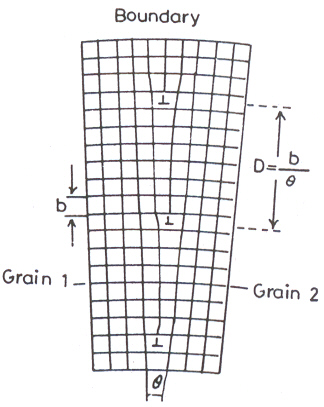 Boundary
⊥
D = b/θ
b
⊥
Grain 1
Grain 2
⊥
θ